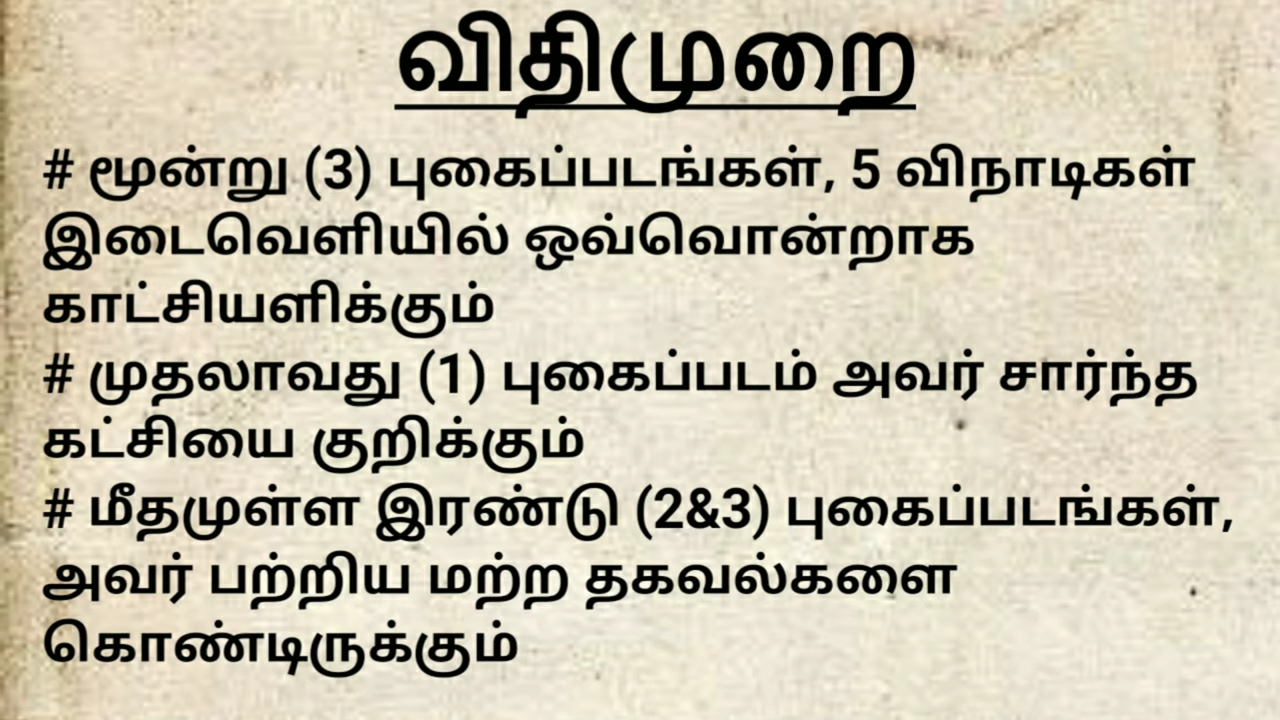 விதிமுறை
# மூன்று (3) புகைப்படங்கள், 5 விநாடிகள்
இடைவெளியில் ஒவ்வொன்றாக
காட்சியளிக்கும்
# முதலாவது (1) புகைப்படம் அவர் சார்ந்த
கட்சியை குறிக்கும்
# மீதமுள்ள இரண்டு (2&3) புகைப்படங்கள்,
அவர் பற்றிய மற்ற தகவல்களை
கொண்டிருக்கும்